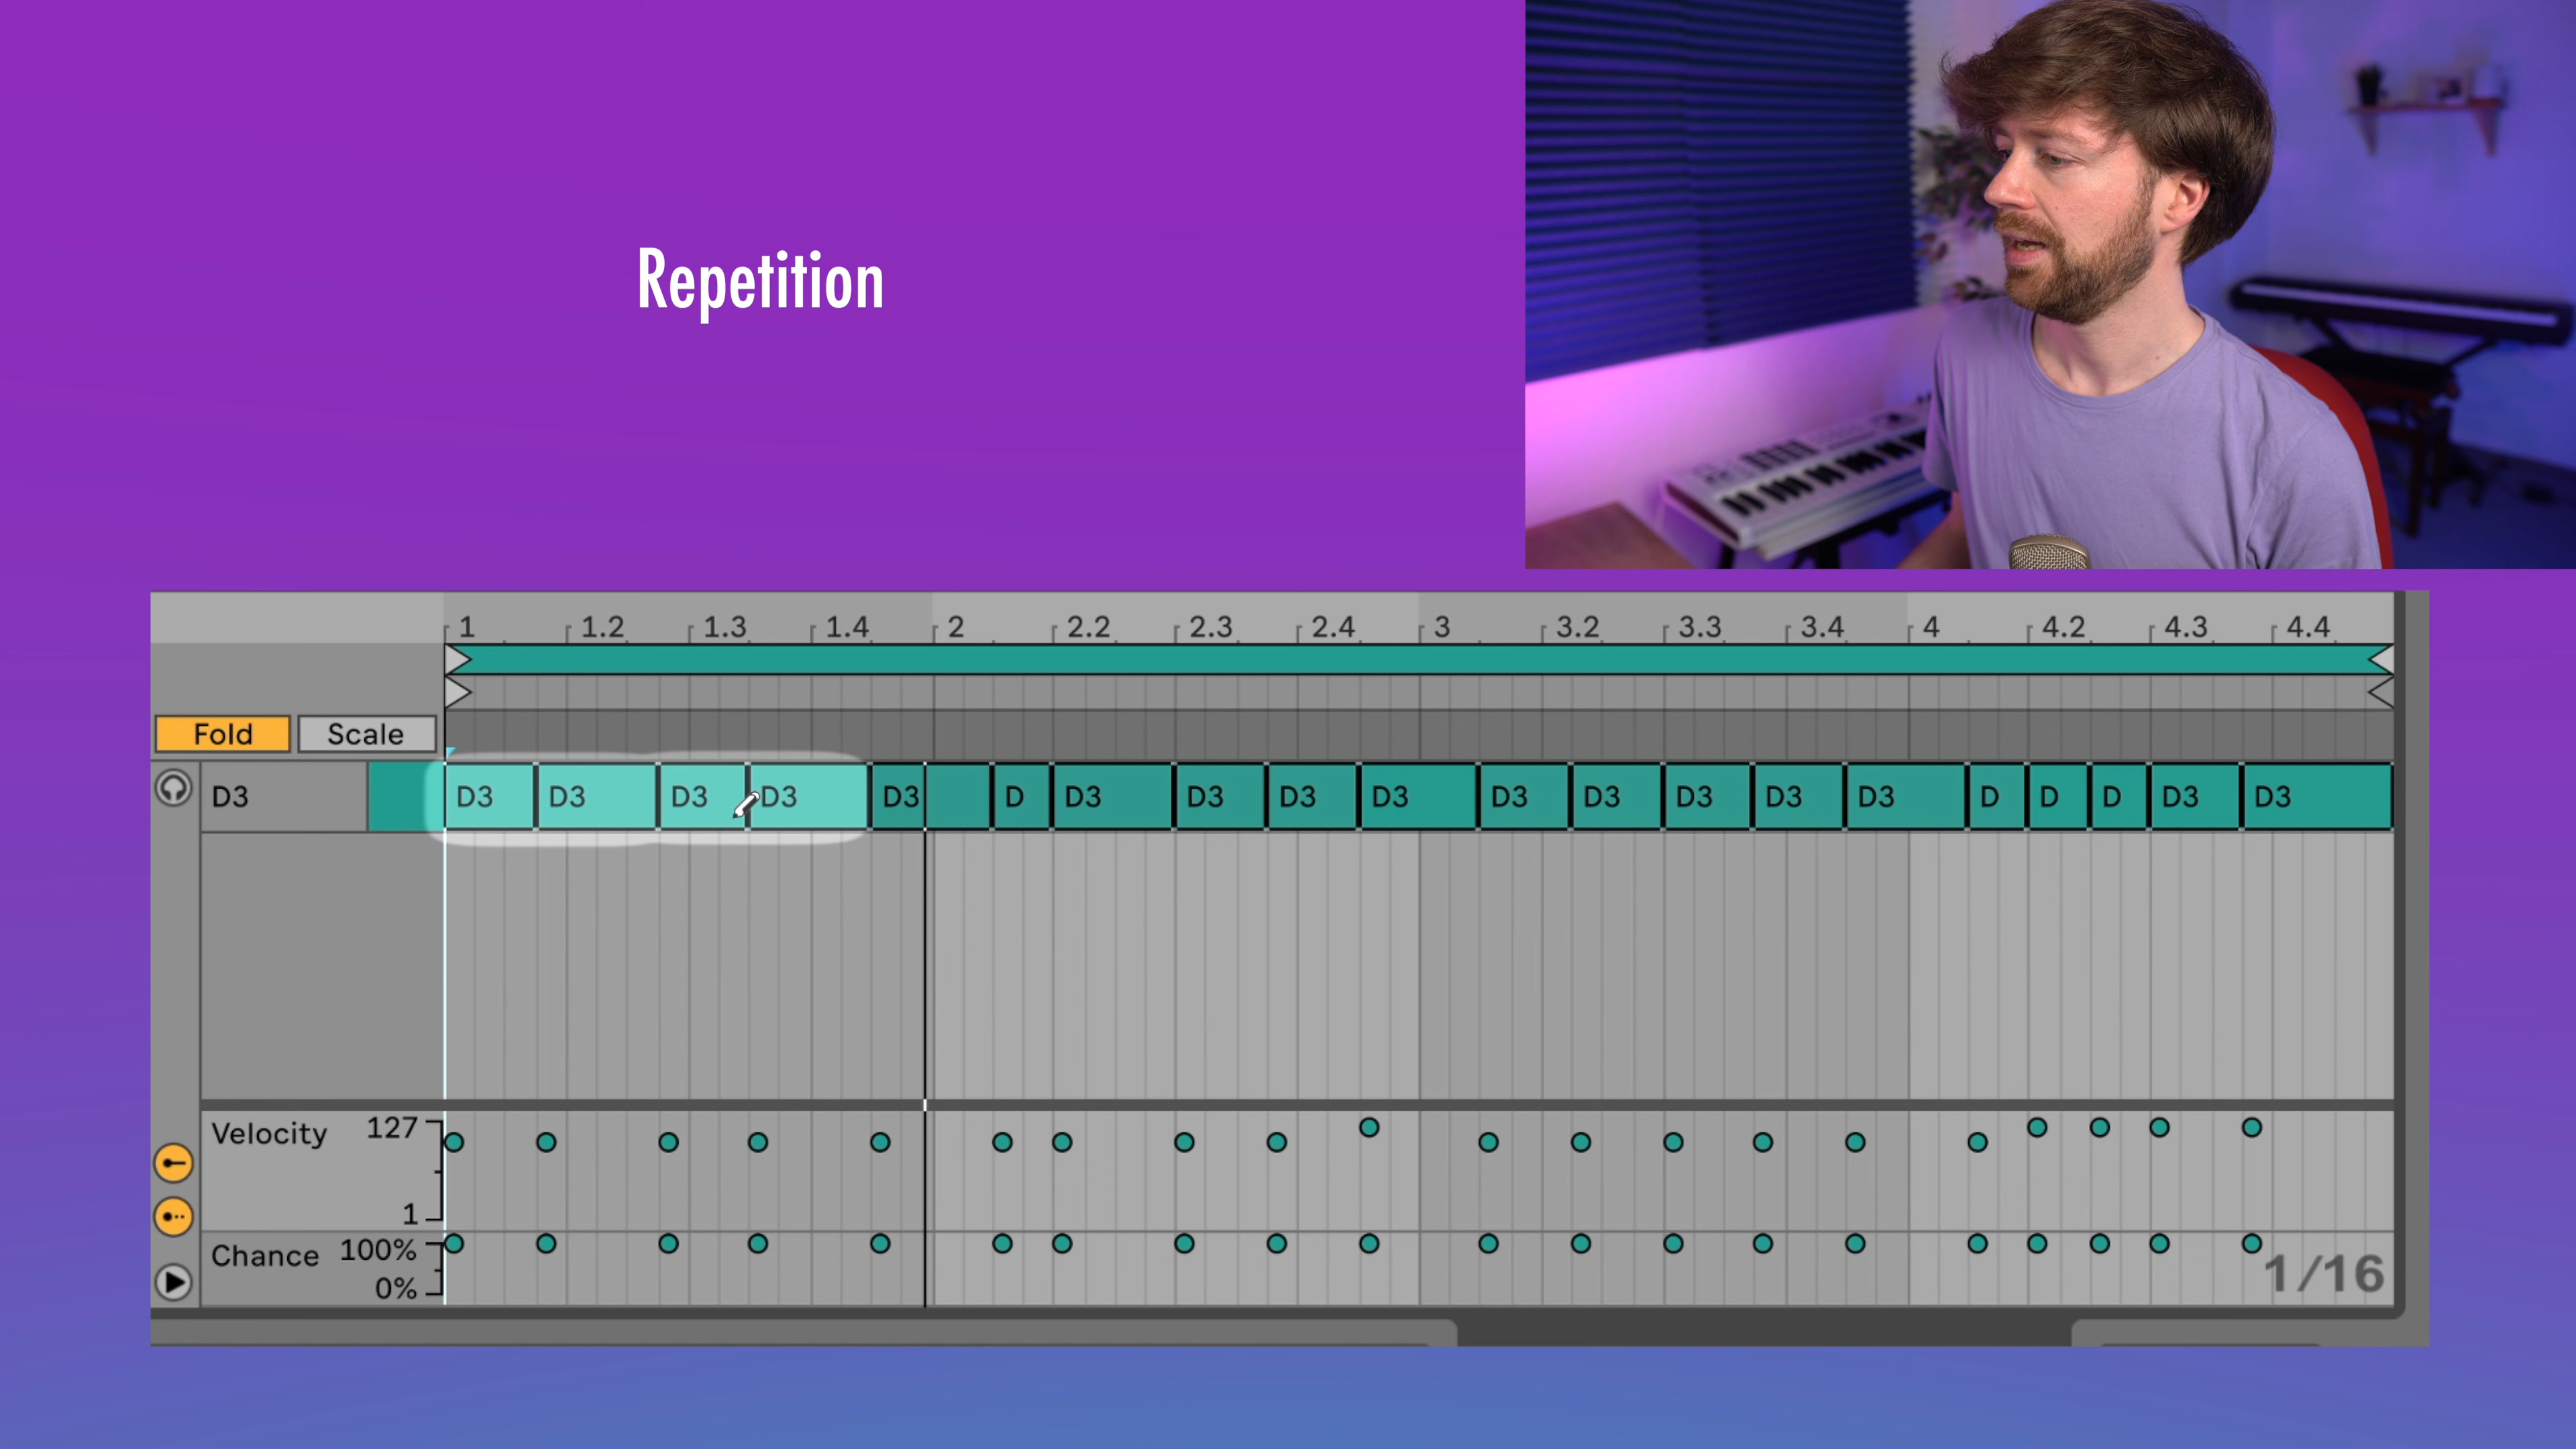 Repetition
1 1.2 1.3 1.4 2 2.2 2.3 2.4 3 3.2 3.3 3.4 4 4.2 4.3 4.4
Fold Scale
D3 D3 D3 D3 D3 D3 D D3 D3 D3 D3 D3 D3 D3 D3 D3 D D D D3 D3
Velocity 127
1
Chance 100%
0%
1/16